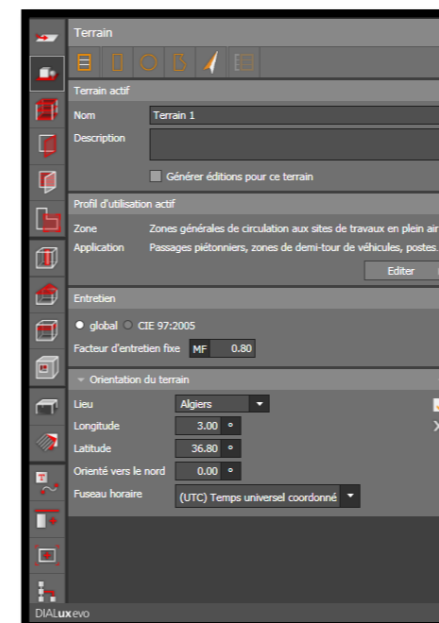 Terrain
Terrain actif
Nom Terrain 1
Description
Générer éditions pour ce terrain
Profil d'utilisation actif
Zone Zones générales de circulation aux sites de travaux en plein air
Application Passages piétonniers, zones de demi-tour de véhicules, postes
Editer
Entretien
global CIE 97:2005
Facteur d'entretien fixe MF 0.80
Orientation du terrain
Lieu Algiers
Longitude 3.00 °
Latitude 36.80 °
Orienté vers le nord 0.00 °
Fuseau horaire (UTC) Temps universel coordonné
DIALux evo